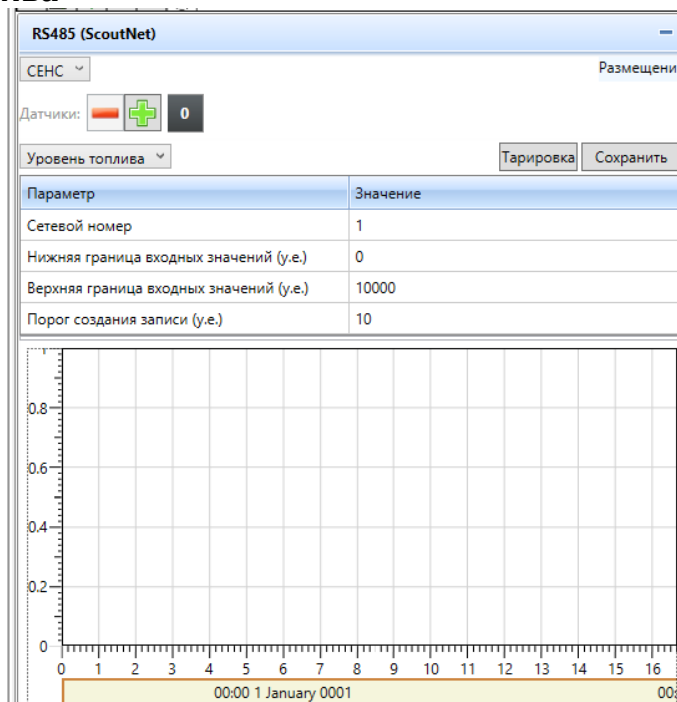 RS485 (ScoutNet)
СЕНС
Размещени
Датчики: 0
Уровень топлива Тарировка Сохранить
Параметр Значение
Сетевой номер 1
Нижняя граница входных значений (у.е.) 0
Верхняя граница входных значений (у.е.) 10000
Порог создания записи (у.е.) 10
0.8
0.6
0.4
0.2
0
0 1 2 3 4 5 6 7 8 9 10 11 12 13 14 15 16
00:00 1 January 0001 00: